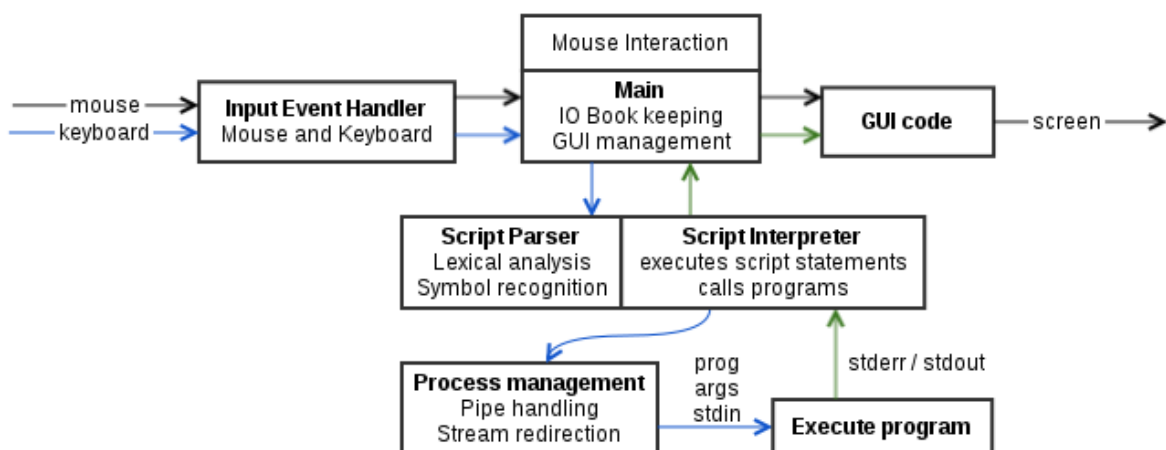 mouse
keyboard
Input Event Handler
Mouse and Keyboard
Mouse Interaction
Main
IO Book keeping
GUI management
GUI code
screen
Script Parser
Lexical analysis
Symbol recognition
Script Interpreter
executes script statements
calls programs
Process management
Pipe handling
Stream redirection
prog
args
stdin
stderr / stdout
Execute program